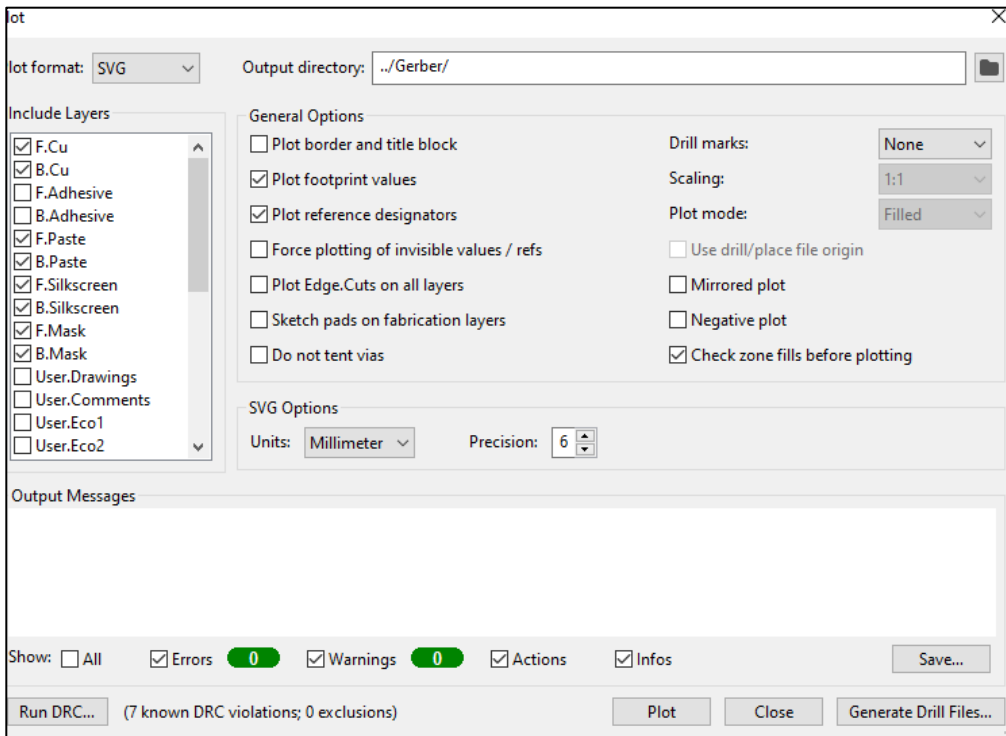 lot
lot format: SVG Output directory: ../Gerber/
Include Layers
F.Cu
B.Cu
F.Adhesive
B.Adhesive
F.Paste
B.Paste
F.Silkscreen
B.Silkscreen
F.Mask
B.Mask
User.Drawings
User.Comments
User.Eco1
User.Eco2
General Options
Plot border and title block Drill marks: None
Plot footprint values Scaling: 1:1
Plot reference designators Plot mode: Filled
Force plotting of invisible values / refs Use drill/place file origin
Plot Edge.Cuts on all layers Mirrored plot
Sketch pads on fabrication layers Negative plot
Do not tent vias Check zone fills before plotting
SVG Options
Units: Millimeter Precision: 6
Output Messages
Show: All Errors 0 Warnings 0 Actions Infos Save...
Run DRC... (7 known DRC violations; 0 exclusions) Plot Close Generate Drill Files...